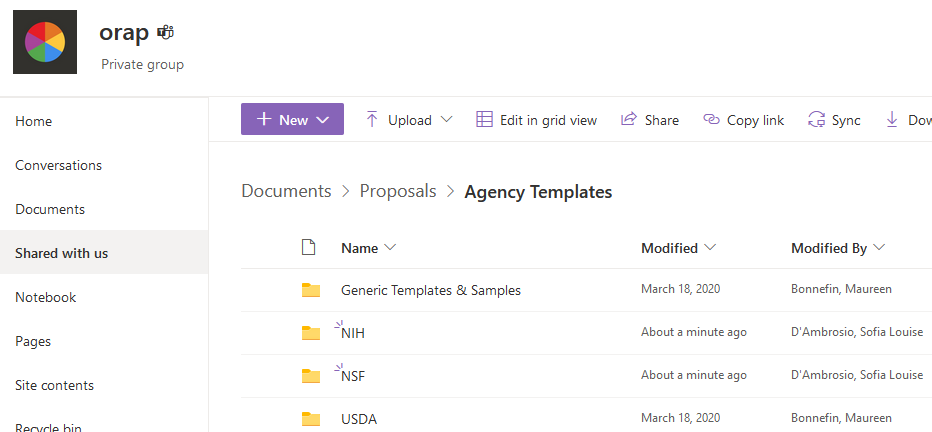 orap
Private group
Home
Conversations
Documents
Shared with us
Notebook
Pages
Site contents
Recycle bin
New
Upload
Edit in grid view
Share
Copy link
Sync
Dow
Documents > Proposals > Agency Templates
Name Modified Modified By
Generic Templates & Samples March 18, 2020 Bonnefin, Maureen
NIH About a minute ago D'Ambrosio, Sofia Louise
NSF About a minute ago D'Ambrosio, Sofia Louise
USDA March 18, 2020 Bonnefin, Maureen